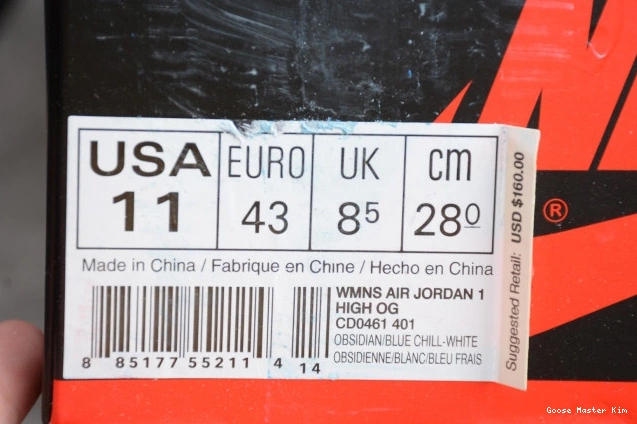 USA EURO UK cm
11 43 8⁵ 28⁰
Made in China / Fabrique en Chine / Hecho en China
WMNS AIR JORDAN 1
HIGH OG
CD0461 401
OBSIDIAN/BLUE CHILL-WHITE
OBSIDIENNE/BLANC/BLEU FRAIS
8 85177 55211 4 14
Suggested Retail: USD $160.00
®
Goose Master Kim